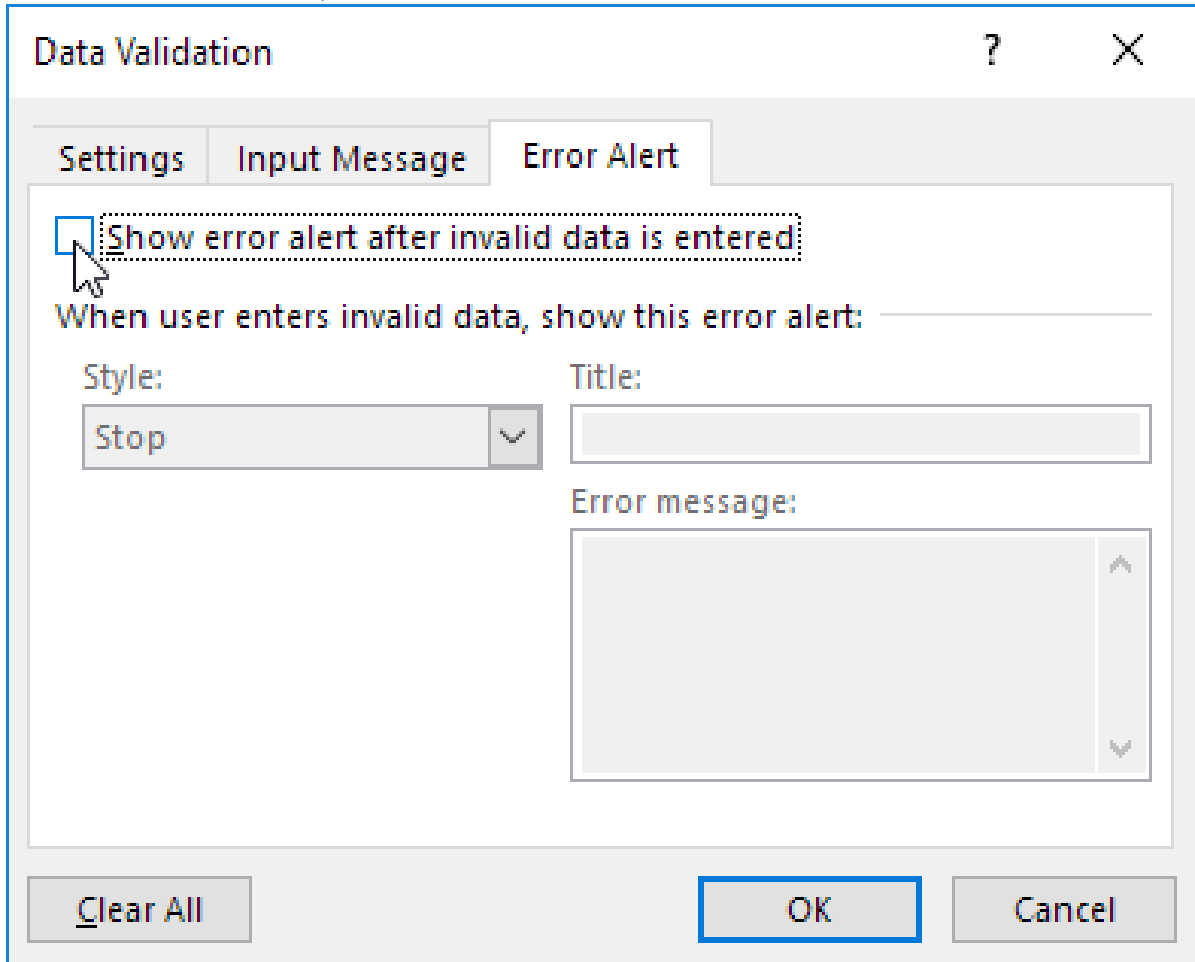 Data Validation ?
Settings Input Message Error Alert
Show error alert after invalid data is entered
When user enters invalid data, show this error alert:
Style: Title:
Stop
Error message:
Clear All OK Cancel